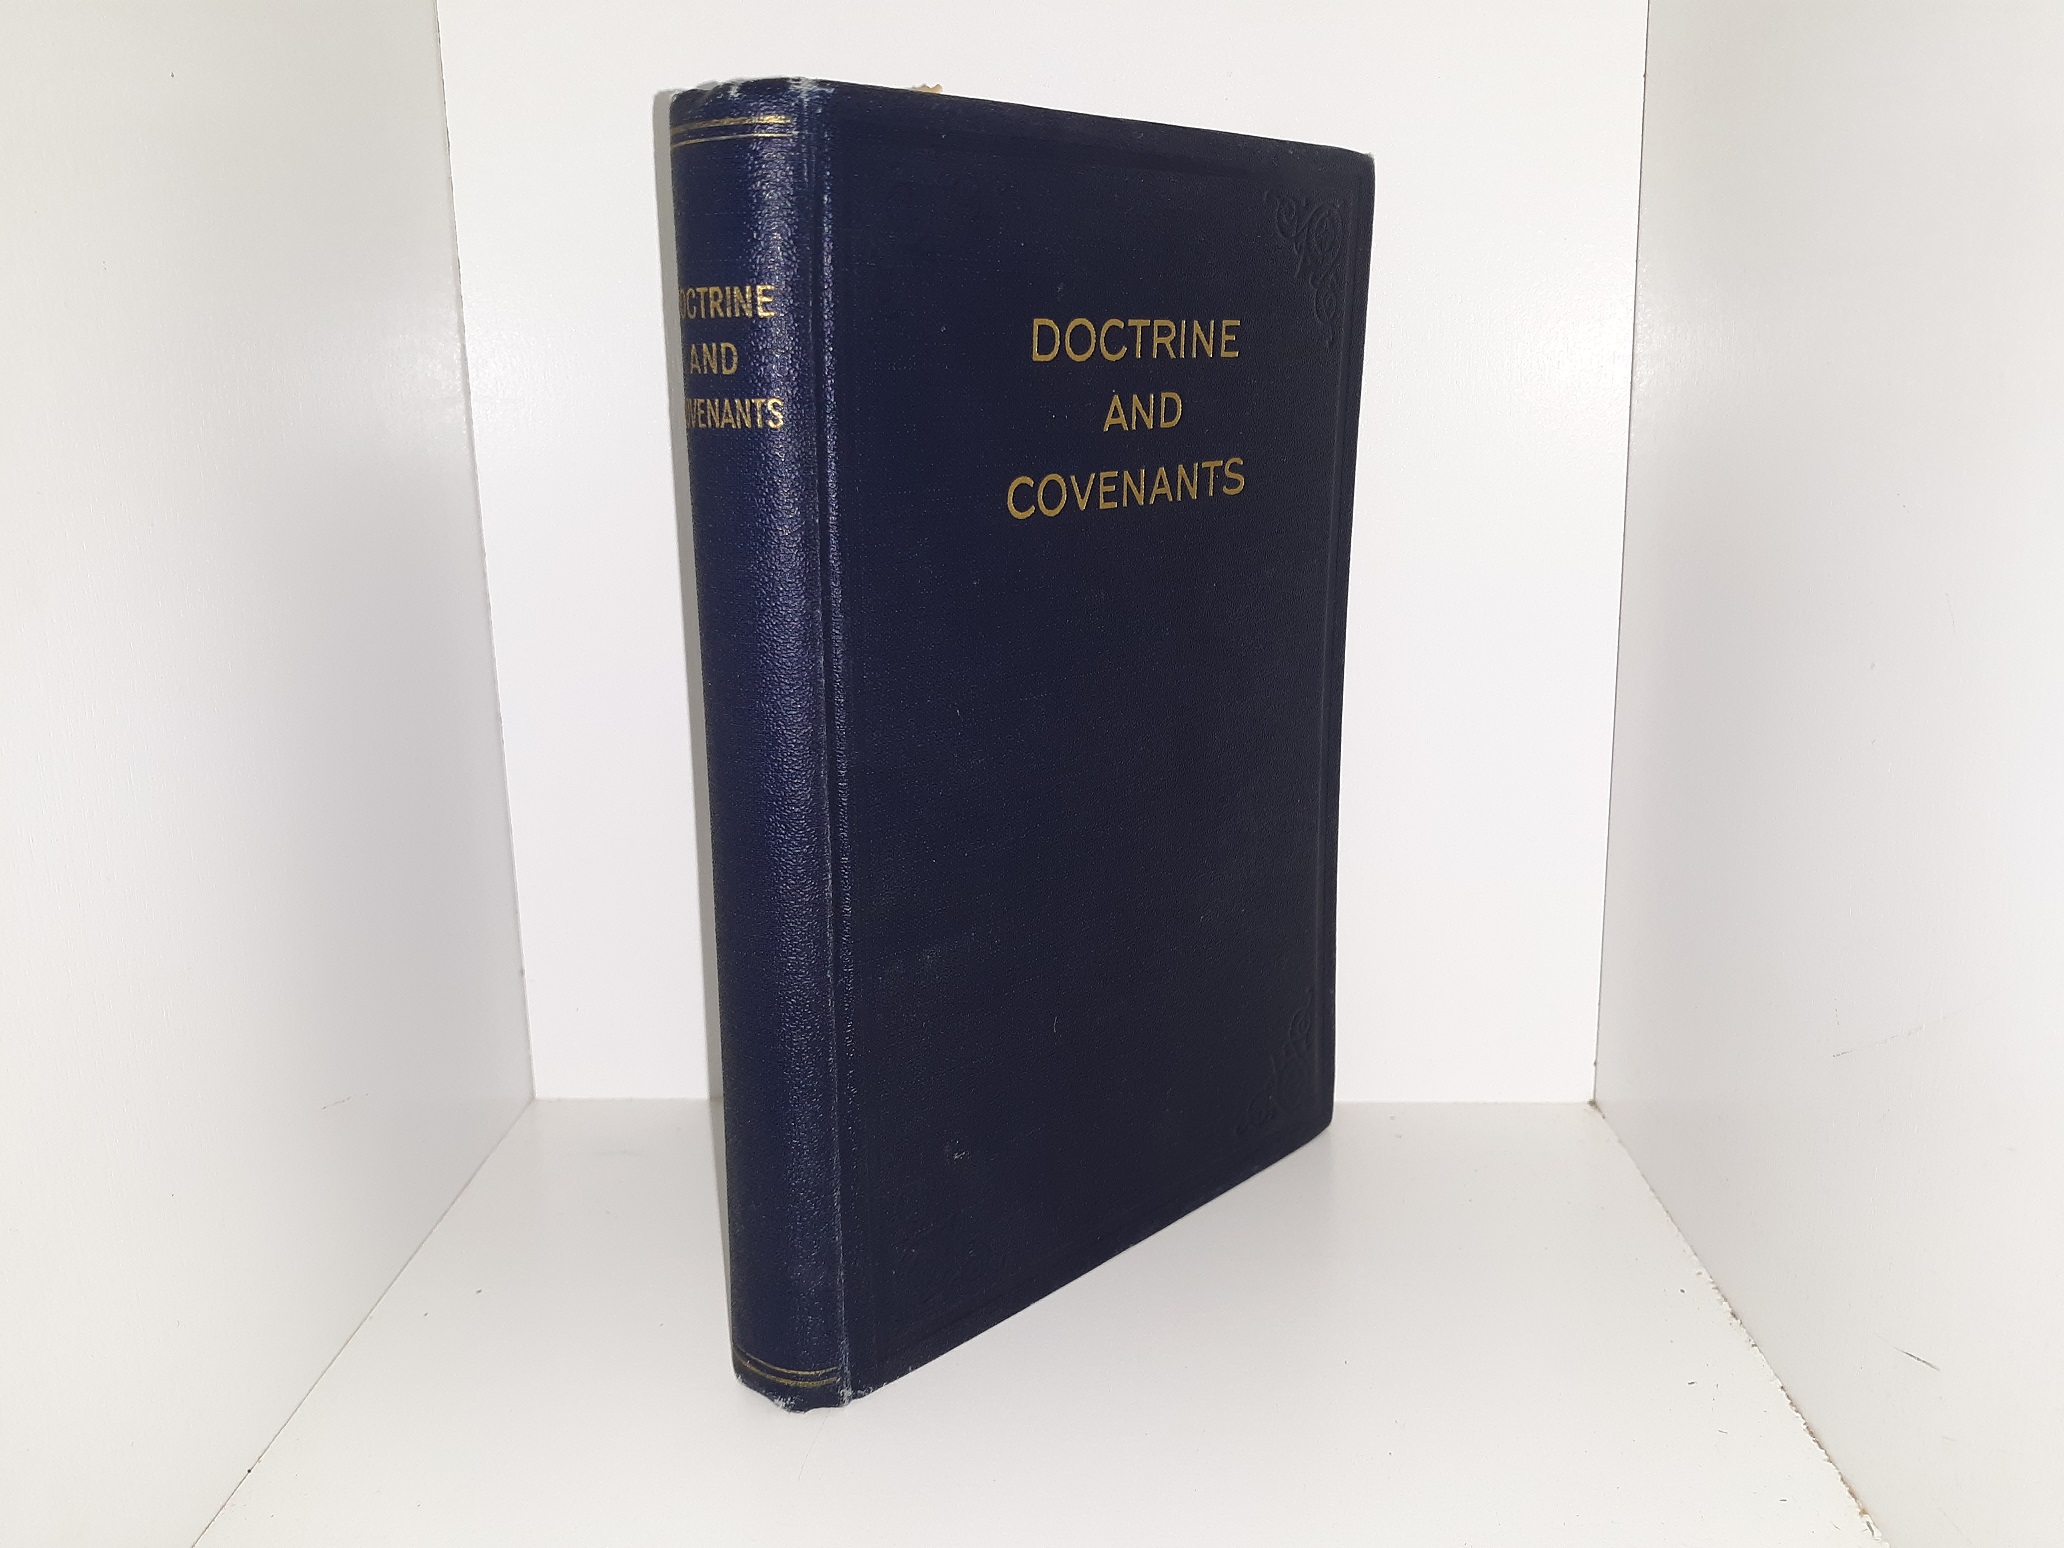 OCTRINE
AND
OVENANTS
DOCTRINE
AND
COVENANTS